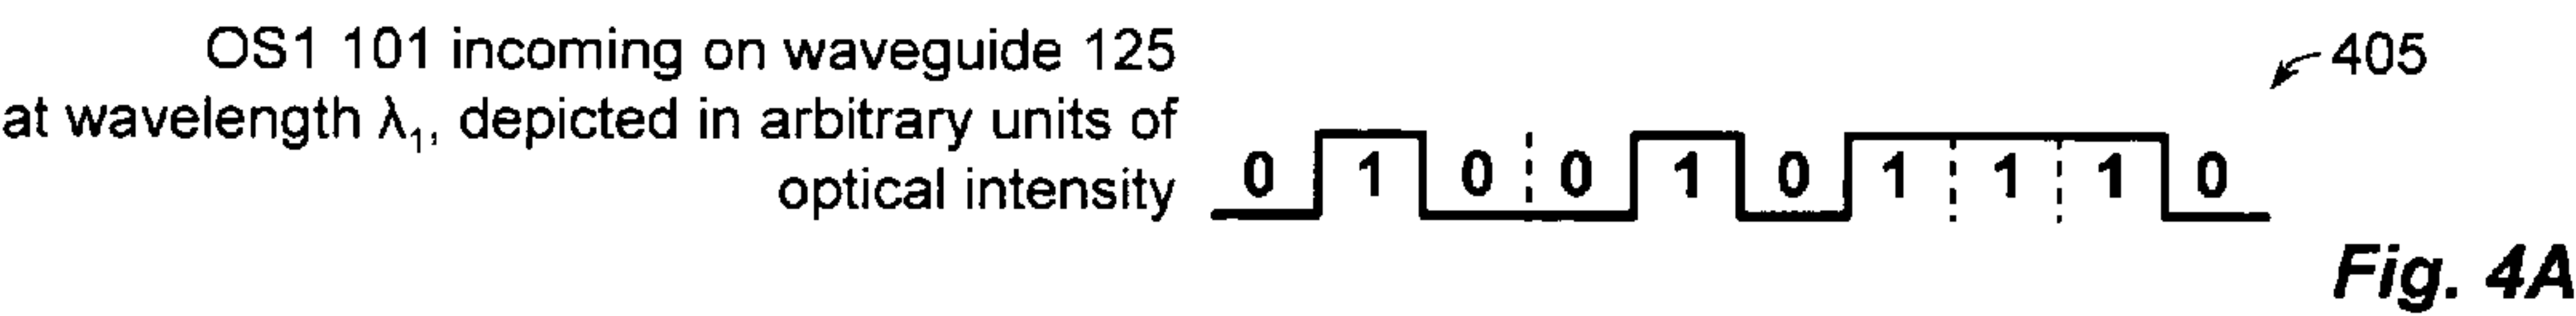 OS1 101 incoming on waveguide 125
at wavelength λ₁, depicted in arbitrary units of
optical intensity
0 1 0 0 1 0 1 1 1 0
405
Fig. 4A